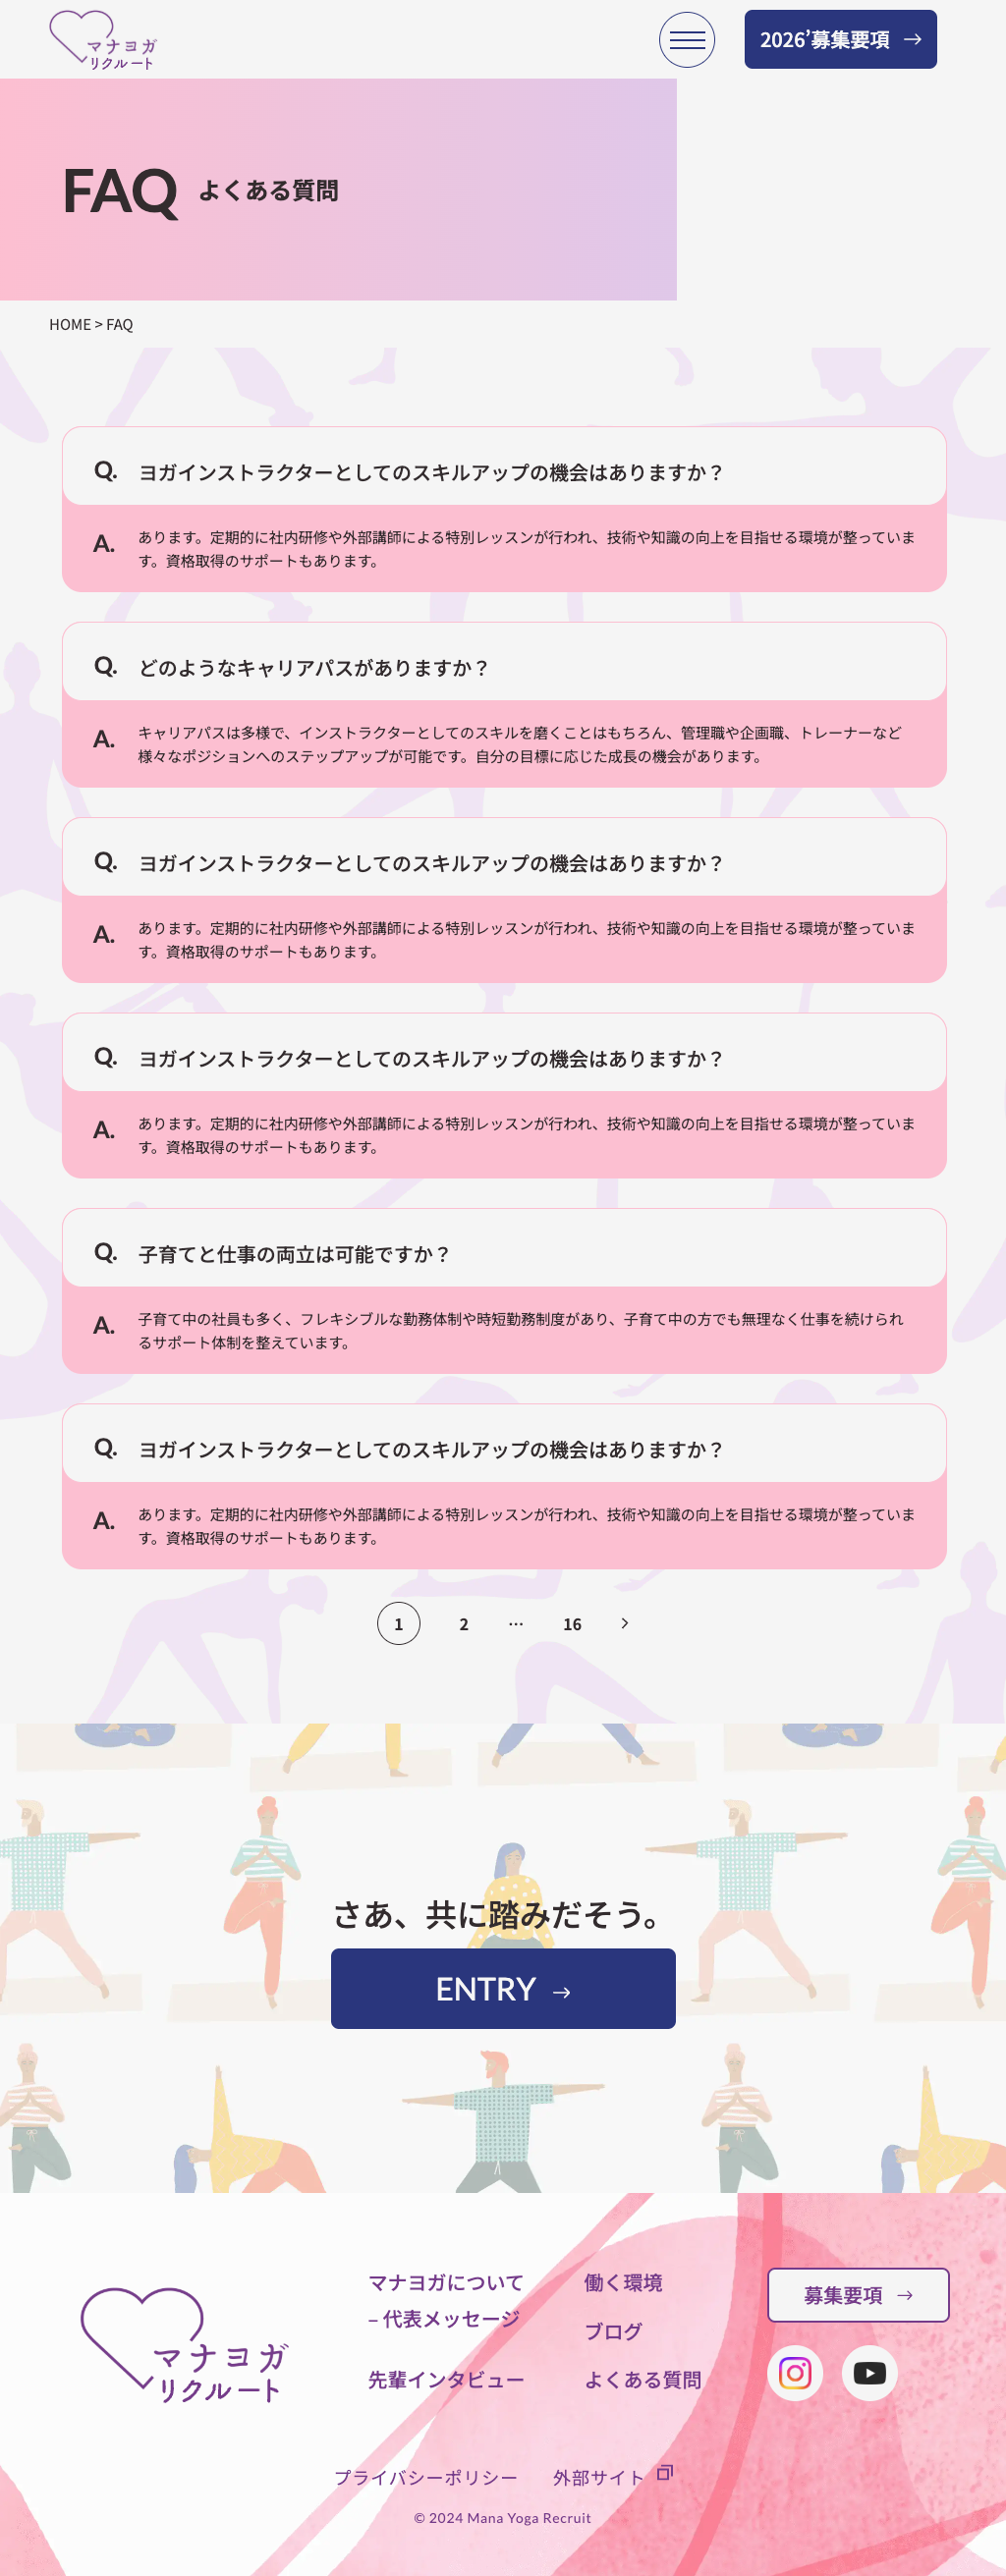 マナヨガ
リクルート
2026’募集要項 →
FAQ よくある質問
HOME > FAQ
Q. ヨガインストラクターとしてのスキルアップの機会はありますか？
A. あります。定期的に社内研修や外部講師による特別レッスンが行われ、技術や知識の向上を目指せる環境が整っていま
す。資格取得のサポートもあります。
Q. どのようなキャリアパスがありますか？
A. キャリアパスは多様で、インストラクターとしてのスキルを磨くことはもちろん、管理職や企画職、トレーナーなど
様々なポジションへのステップアップが可能です。自分の目標に応じた成長の機会があります。
Q. ヨガインストラクターとしてのスキルアップの機会はありますか？
A. あります。定期的に社内研修や外部講師による特別レッスンが行われ、技術や知識の向上を目指せる環境が整っていま
す。資格取得のサポートもあります。
Q. ヨガインストラクターとしてのスキルアップの機会はありますか？
A. あります。定期的に社内研修や外部講師による特別レッスンが行われ、技術や知識の向上を目指せる環境が整っていま
す。資格取得のサポートもあります。
Q. 子育てと仕事の両立は可能ですか？
A. 子育て中の社員も多く、フレキシブルな勤務体制や時短勤務制度があり、子育て中の方でも無理なく仕事を続けられ
るサポート体制を整えています。
Q. ヨガインストラクターとしてのスキルアップの機会はありますか？
A. あります。定期的に社内研修や外部講師による特別レッスンが行われ、技術や知識の向上を目指せる環境が整っていま
す。資格取得のサポートもあります。
1 2 … 16 >
さあ、共に踏みだそう。
ENTRY →
マナヨガ
リクルート
マナヨガについて
– 代表メッセージ
先輩インタビュー
働く環境
ブログ
よくある質問
募集要項 →
プライバシーポリシー 外部サイト
© 2024 Mana Yoga Recruit